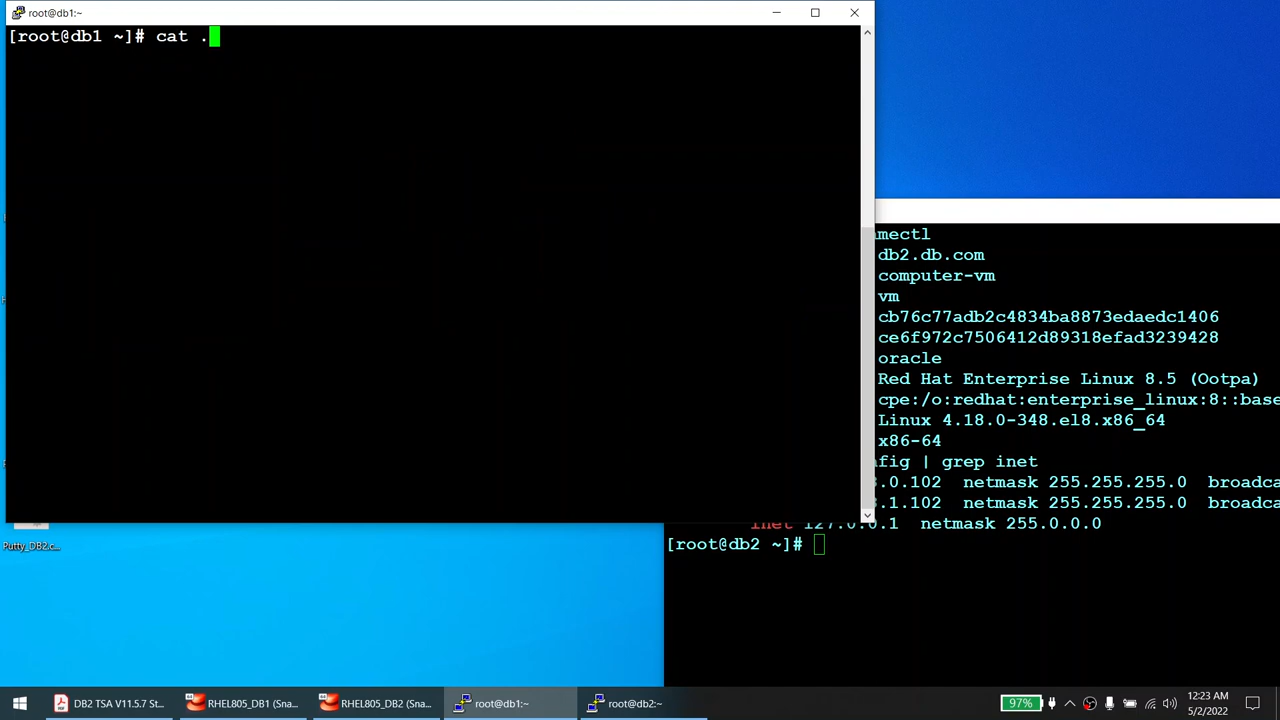 root@db1:~
[root@db1 ~]# cat .
mectl
db2.db.com
computer-vm
vm
cb76c77adb2c4834ba8873edaedc1406
ce6f972c7506412d89318efad3239428
oracle
Red Hat Enterprise Linux 8.5 (Ootpa)
cpe:/o:redhat:enterprise_linux:8::base
Linux 4.18.0-348.el8.x86_64
x86-64
fig | grep inet
.0.102 netmask 255.255.255.0 broadca
.1.102 netmask 255.255.255.0 broadca
inet 127.0.0.1 netmask 255.0.0.0
[root@db2 ~]#
Putty_DB2.c...
DB2 TSA V11.5.7 St...
RHEL805_DB1 (Sna...
RHEL805_DB2 (Sna...
root@db1:~
root@db2:~
97%
12:23 AM
5/2/2022